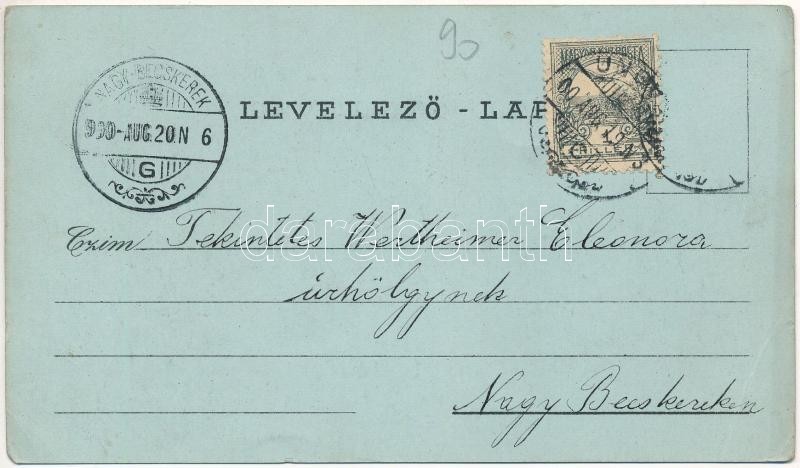 90
NAGY-BECSKEREK
LEVELEZŐ - LAP
MAGYAR KIR. POSTA
900-AUG.20 N 6
G
darabanth
Czim Tekintetes Wertheimer Eleonora
úrhölgynek
Nagy Becskereken